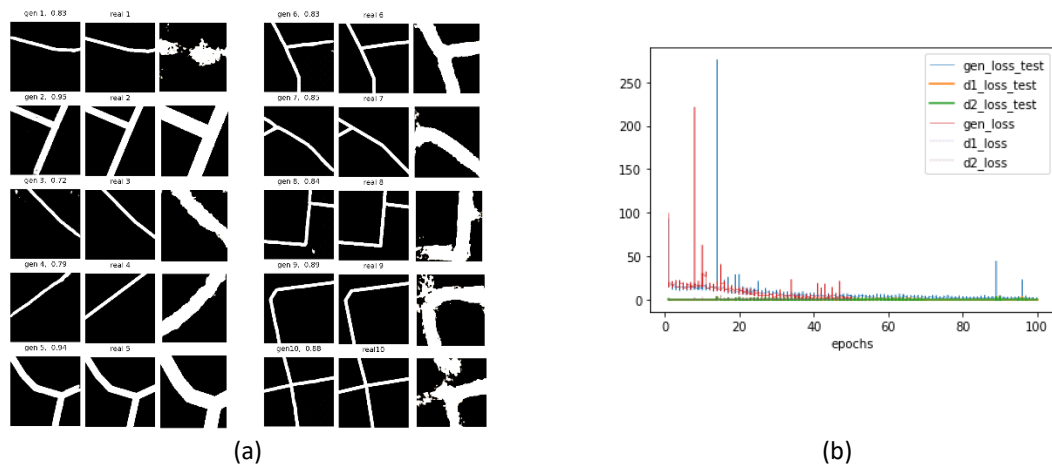 gen 1, 0.83 real 1
gen 2, 0.95 real 2
gen 3, 0.72 real 3
gen 4, 0.79 real 4
gen 5, 0.94 real 5
gen 6, 0.83 real 6
gen 7, 0.85 real 7
gen 8, 0.84 real 8
gen 9, 0.89 real 9
gen10, 0.88 real10
(a)
250
200
150
100
50
0
0 20 40 60 80 100
epochs
gen_loss_test
d1_loss_test
d2_loss_test
gen_loss
d1_loss
d2_loss
(b)